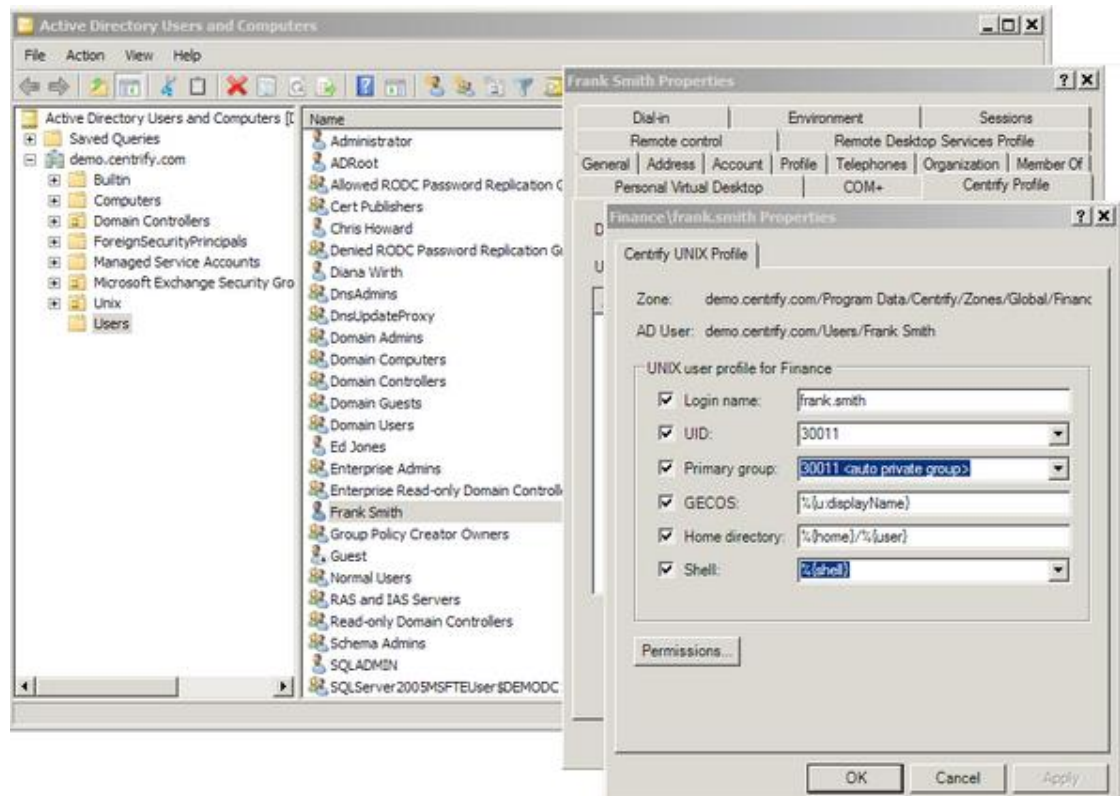 Active Directory Users and Computers
File Action View Help
Active Directory Users and Computers [D
Saved Queries
demo.centrify.com
Builtin
Computers
Domain Controllers
ForeignSecurityPrincipals
Managed Service Accounts
Microsoft Exchange Security Gro
Unix
Users
Name
Administrator
ADRoot
Allowed RODC Password Replication G
Cert Publishers
Chris Howard
Denied RODC Password Replication Gr
Diana Wirth
DnsAdmins
DnsUpdateProxy
Domain Admins
Domain Computers
Domain Controllers
Domain Guests
Domain Users
Ed Jones
Enterprise Admins
Enterprise Read-only Domain Controll
Frank Smith
Group Policy Creator Owners
Guest
Normal Users
RAS and IAS Servers
Read-only Domain Controllers
Schema Admins
SQLADMIN
SQLServer2005MSFTEUser$DEMODC
Frank Smith Properties
Dial-in Environment Sessions
Remote control Remote Desktop Services Profile
General Address Account Profile Telephones Organization Member Of
Personal Virtual Desktop COM+ Centrify Profile
D
U
Finance\frank.smith Properties
Centrify UNIX Profile
Zone: demo.centrify.com/Program Data/Centrify/Zones/Global/Financ
AD User: demo.centrify.com/Users/Frank Smith
UNIX user profile for Finance
Login name: frank.smith
UID: 30011
Primary group: 30011 <auto private group>
GECOS: %{u:displayName}
Home directory: %{home}/%{user}
Shell: %{shell}
Permissions...
OK Cancel Apply